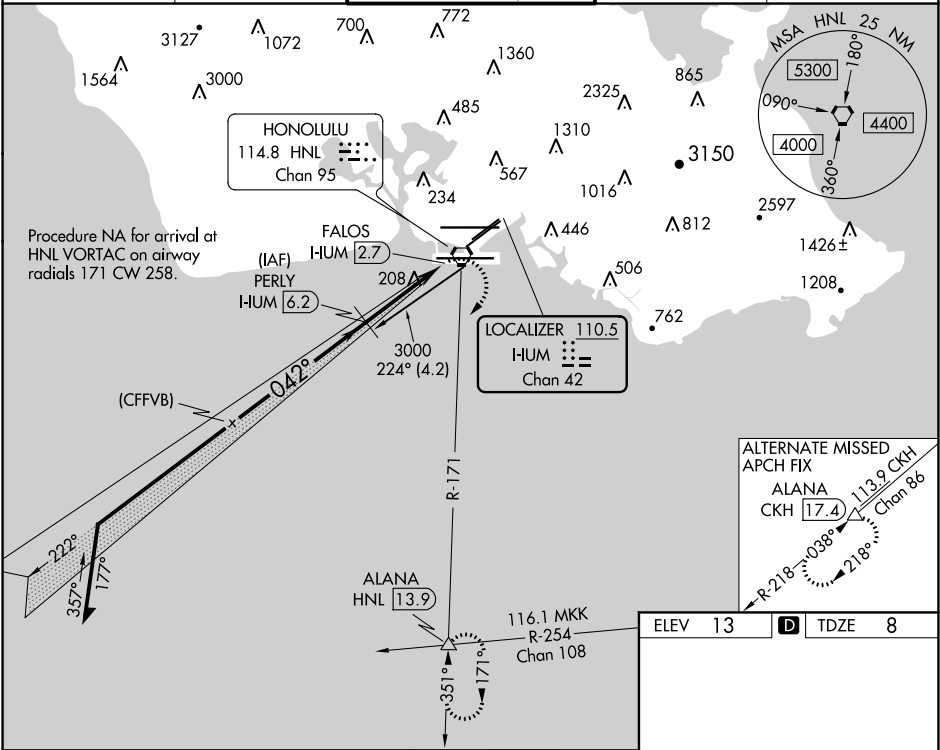 3127
1072
700
772
1564
3000
1360
485
2325
865
1310
3150
567
1016
234
2597
446
812
1426±
208
506
1208
762
MSA HNL 25 NM
180°
5300
090°
4400
4000
360°
HONOLULU
114.8 HNL
Chan 95
Procedure NA for arrival at
HNL VORTAC on airway
radials 171 CW 258.
FALOS
I-IUM 2.7
(IAF)
PERLY
I-IUM 6.2
3000
224° (4.2)
LOCALIZER 110.5
I-IUM
Chan 42
042°
(CFFVB)
R-171
222°
357°
177°
ALANA
HNL 13.9
116.1 MKK
R-254
Chan 108
351°
171°
ALTERNATE MISSED
APCH FIX
ALANA
CKH 17.4
113.9 CKH
Chan 86
038°
218°
R-218
ELEV 13 D TDZE 8